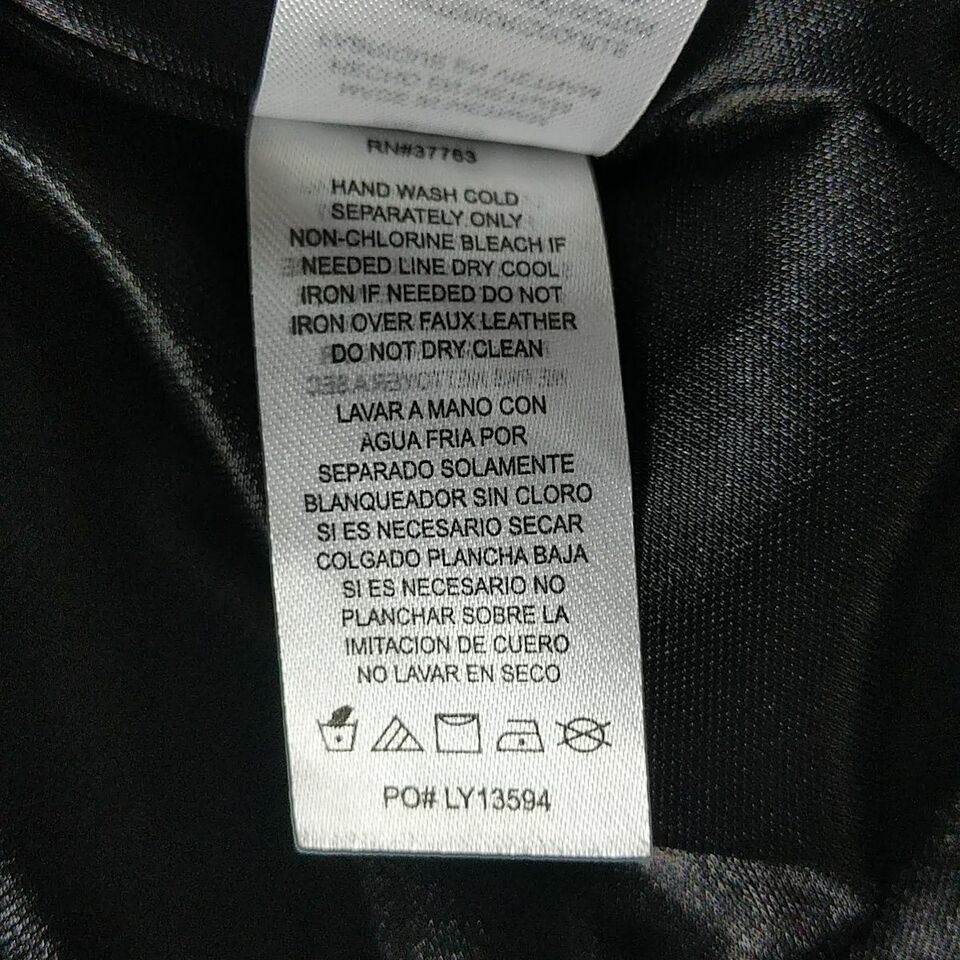 RN#37763
HAND WASH COLD
SEPARATELY ONLY
NON-CHLORINE BLEACH IF
NEEDED LINE DRY COOL
IRON IF NEEDED DO NOT
IRON OVER FAUX LEATHER
DO NOT DRY CLEAN
LAVAR A MANO CON
AGUA FRIA POR
SEPARADO SOLAMENTE
BLANQUEADOR SIN CLORO
SI ES NECESARIO SECAR
COLGADO PLANCHA BAJA
SI ES NECESARIO NO
PLANCHAR SOBRE LA
IMITACION DE CUERO
NO LAVAR EN SECO
PO# LY13594